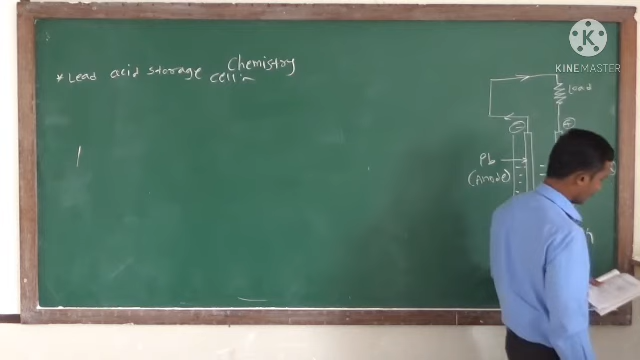 KINEMASTER
Chemistry
* Lead acid storage cell:-
Load
Pb
(Anode)